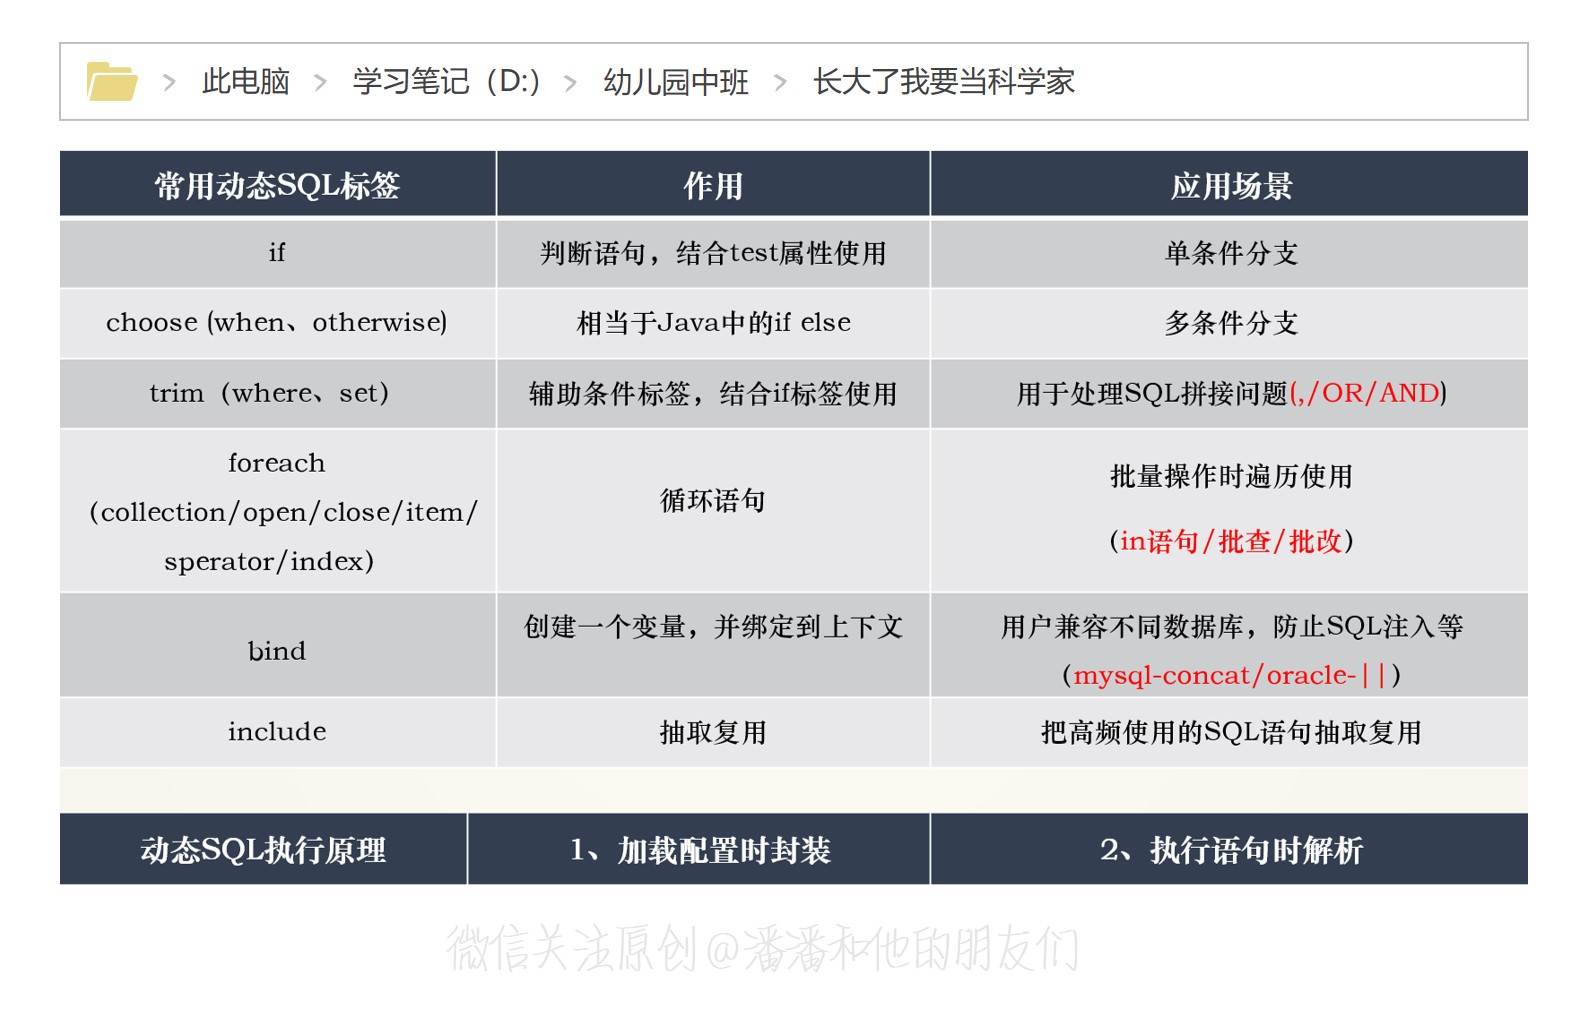 此电脑 > 学习笔记（D:） > 幼儿园中班 > 长大了我要当科学家
常用动态SQL标签 作用 应用场景
if 判断语句，结合test属性使用 单条件分支
choose (when、otherwise) 相当于Java中的if else 多条件分支
trim（where、set） 辅助条件标签，结合if标签使用 用于处理SQL拼接问题(,/OR/AND)
foreach
（collection/open/close/item/
sperator/index）
循环语句
批量操作时遍历使用
（in语句/批查/批改）
bind
创建一个变量，并绑定到上下文
用户兼容不同数据库，防止SQL注入等
（mysql-concat/oracle-||）
include 抽取复用 把高频使用的SQL语句抽取复用
动态SQL执行原理 1、加载配置时封装 2、执行语句时解析
微信关注原创@潘潘和他的朋友们